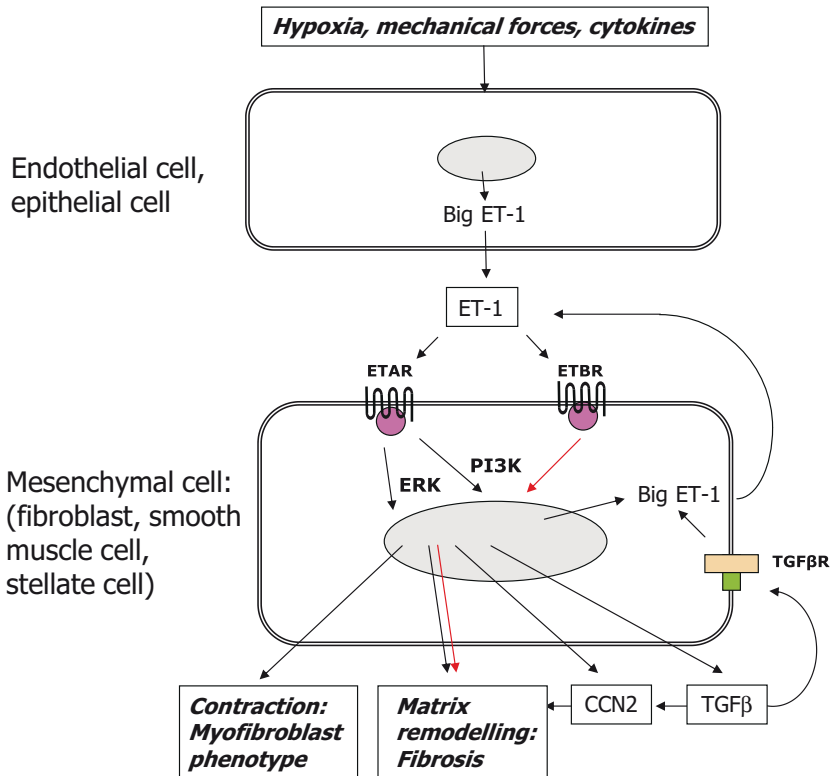 Hypoxia, mechanical forces, cytokines
Endothelial cell,
epithelial cell
Big ET-1
ET-1
ETAR
ETBR
ERK
PI3K
Mesenchymal cell:
(fibroblast, smooth
muscle cell,
stellate cell)
Big ET-1
TGFβR
Contraction:
Myofibroblast
phenotype
Matrix
remodelling:
Fibrosis
CCN2
TGFβ